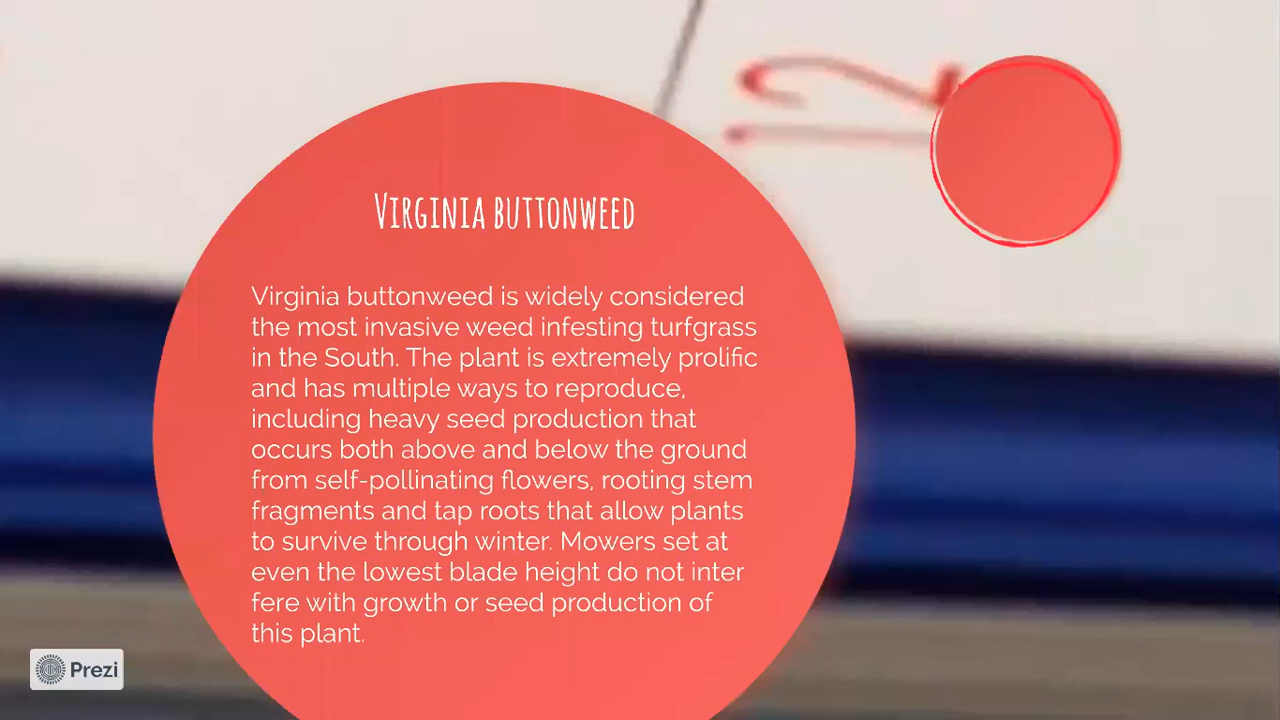 Virginia buttonweed
Virginia buttonweed is widely considered
the most invasive weed infesting turfgrass
in the South. The plant is extremely prolific
and has multiple ways to reproduce,
including heavy seed production that
occurs both above and below the ground
from self-pollinating flowers, rooting stem
fragments and tap roots that allow plants
to survive through winter. Mowers set at
even the lowest blade height do not inter
fere with growth or seed production of
this plant.
Prezi